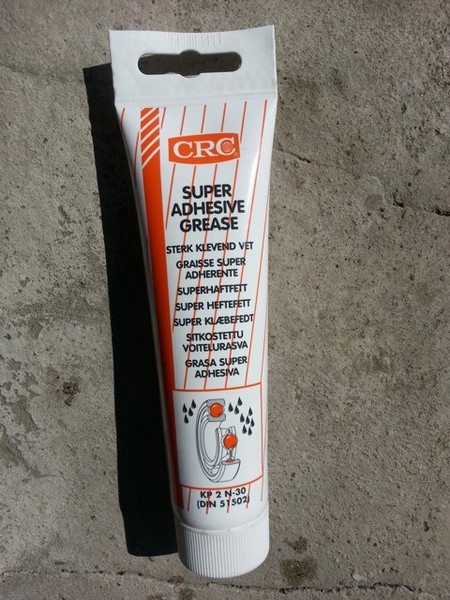 CRC
SUPER
ADHESIVE
GREASE
STERK KLEVEND VET
GRAISSE SUPER
ADHERENTE
SUPERHAFTFETT
SUPER HEFTEFETT
SUPER KLÆBEFEDT
SITKOSTETTU
VOITELURASVA
GRASA SUPER
ADHESIVA
KP 2 N-30
(DIN 51502)